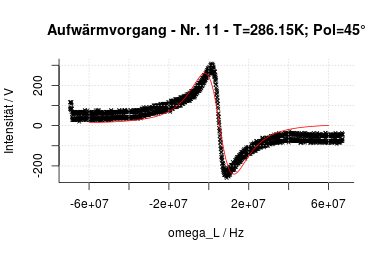 Aufwärmvorgang - Nr. 11 - T=286.15K; Pol=45°
Intensität / V
200
0
-200
-6e+07 -2e+07 2e+07 6e+07
omega_L / Hz